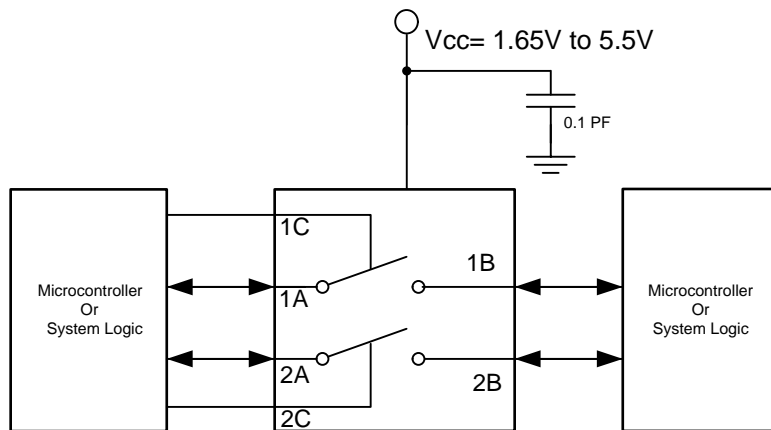 Vcc= 1.65V to 5.5V
0.1 PF
1C
1B
Microcontroller
Or
System Logic
1A
Microcontroller
Or
System Logic
2A
2B
2C